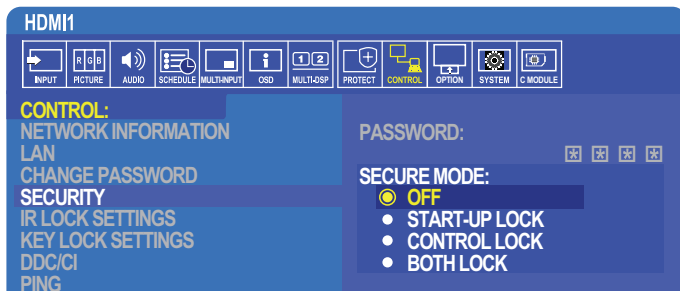 HDMI1
INPUT PICTURE AUDIO SCHEDULE MULTI-INPUT OSD MULTI-DSP PROTECT CONTROL OPTION SYSTEM C MODULE
R G B
1 2
CONTROL:
NETWORK INFORMATION
LAN
CHANGE PASSWORD
SECURITY
IR LOCK SETTINGS
KEY LOCK SETTINGS
DDC/CI
PING
PASSWORD:
* * * *
SECURE MODE:
OFF
START-UP LOCK
CONTROL LOCK
BOTH LOCK